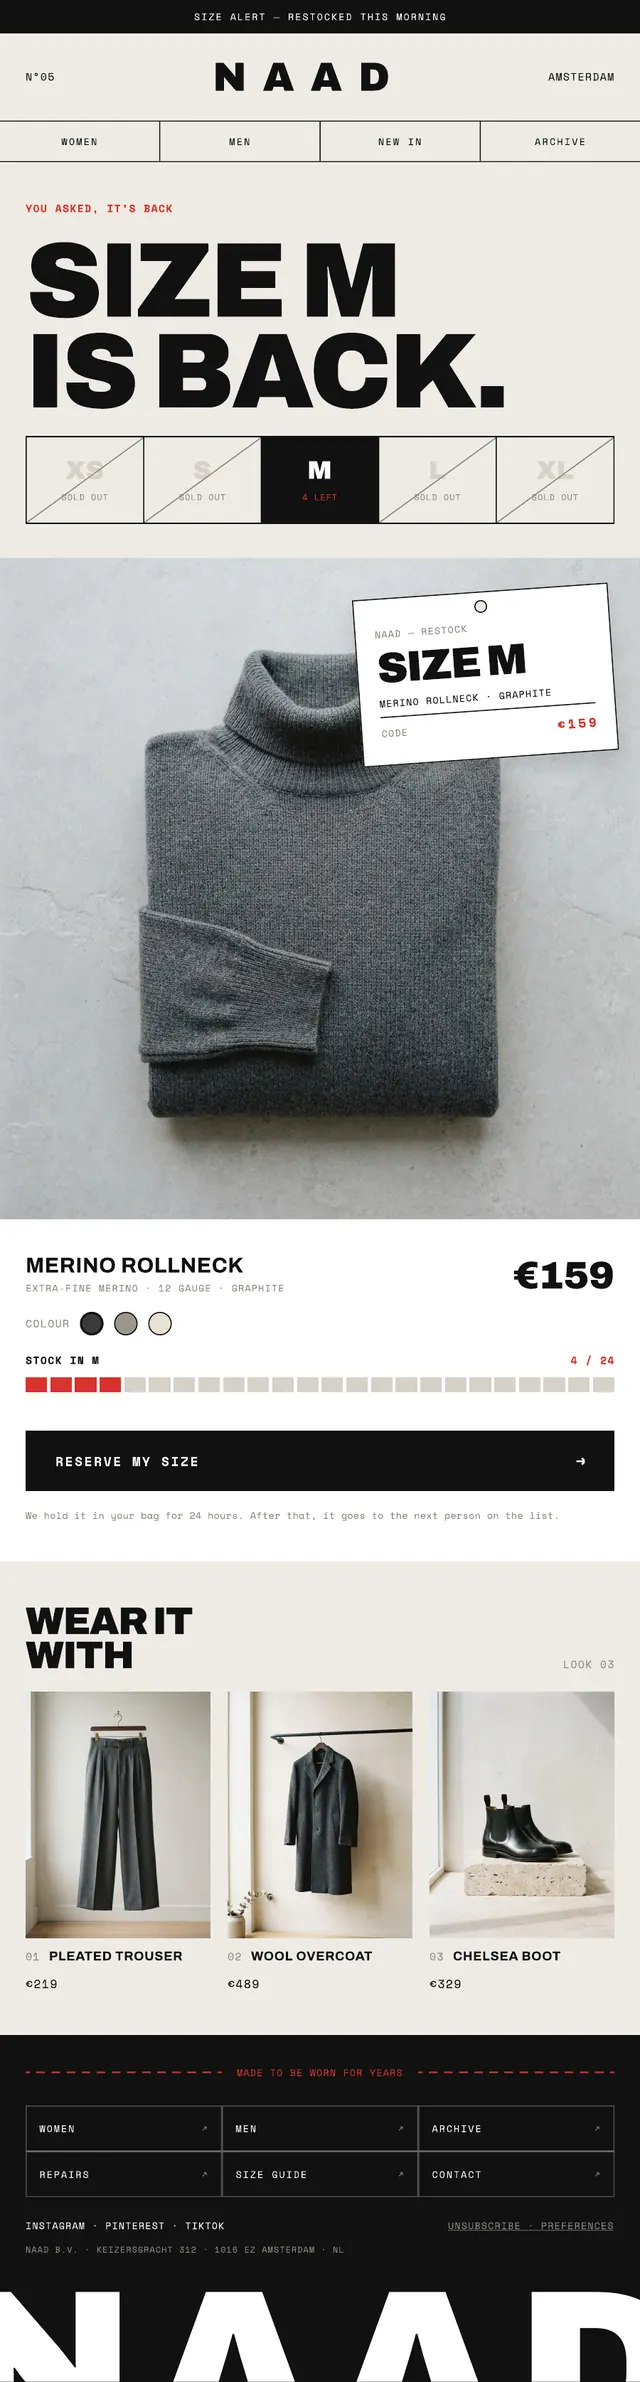 SIZE ALERT — RESTOCKED THIS MORNING
N°05
NAAD
AMSTERDAM
WOMEN
MEN
NEW IN
ARCHIVE
YOU ASKED, IT'S BACK
SIZE M
IS BACK.
XS
SOLD OUT
S
SOLD OUT
M
4 LEFT
L
SOLD OUT
XL
SOLD OUT
NAAD — RESTOCK
SIZE M
MERINO ROLLNECK · GRAPHITE
CODE
€159
MERINO ROLLNECK
EXTRA-FINE MERINO · 12 GAUGE · GRAPHITE
€159
COLOUR
STOCK IN M
4 / 24
RESERVE MY SIZE →
We hold it in your bag for 24 hours. After that, it goes to the next person on the list.
WEAR IT
WITH
LOOK 03
01 PLEATED TROUSER
€219
02 WOOL OVERCOAT
€489
03 CHELSEA BOOT
€329
MADE TO BE WORN FOR YEARS
WOMEN ↗
MEN ↗
ARCHIVE ↗
REPAIRS ↗
SIZE GUIDE ↗
CONTACT ↗
INSTAGRAM · PINTEREST · TIKTOK
UNSUBSCRIBE · PREFERENCES
NAAD B.V. · KEIZERSGRACHT 312 · 1016 EZ AMSTERDAM · NL
NAAD